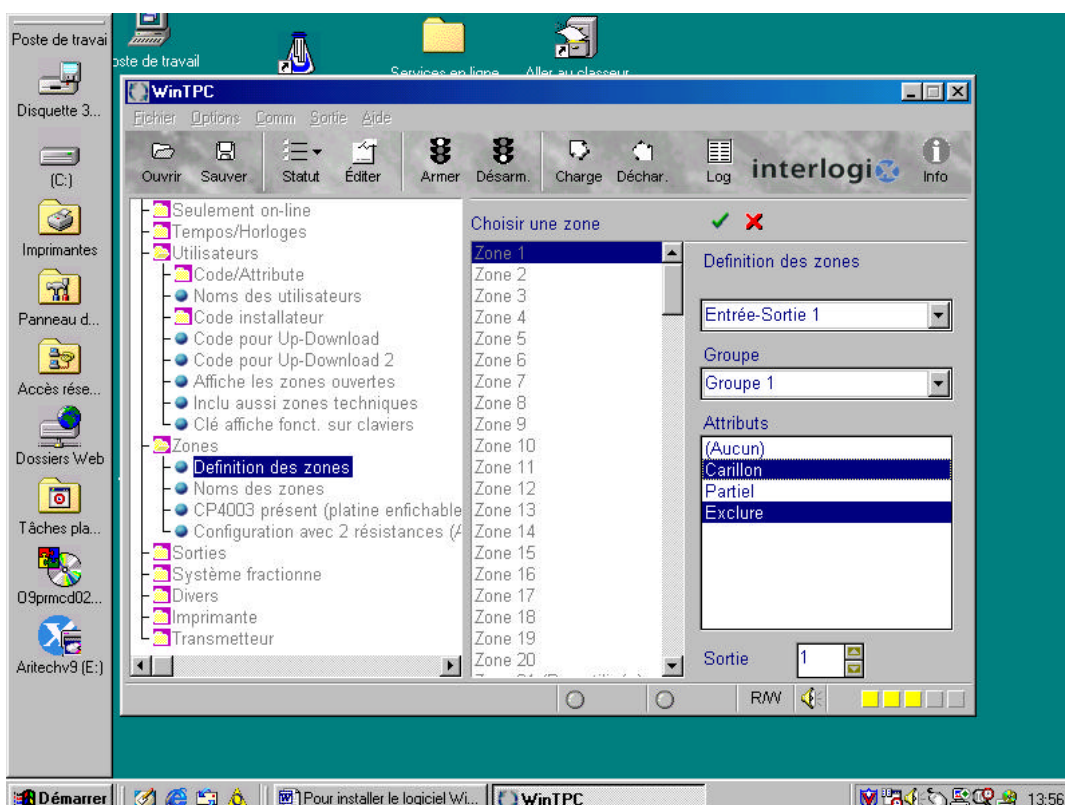 Poste de travai
Disquette 3...
(C:)
Imprimantes
Panneau d...
Accès rése...
Dossiers Web
Tâches pla...
09prmcd02...
Aritechv9 (E:)
oste de travail
Services en ligne
Aller au classeur
WinTPC
Fichier Options Comm Sortie Aide
Ouvrir Sauver Statut Éditer Armer Désarm. Charge Déchar. Log interlogix Info
Seulement on-line
Tempos/Horloges
Utilisateurs
Code/Attribute
Noms des utilisateurs
Code installateur
Code pour Up-Download
Code pour Up-Download 2
Affiche les zones ouvertes
Inclu aussi zones techniques
Clé affiche fonct. sur claviers
Zones
Definition des zones
Noms des zones
CP4003 présent (platine enfichable
Configuration avec 2 résistances (A
Sorties
Système fractionne
Divers
Imprimante
Transmetteur
Choisir une zone
Zone 1
Zone 2
Zone 3
Zone 4
Zone 5
Zone 6
Zone 7
Zone 8
Zone 9
Zone 10
Zone 11
Zone 12
Zone 13
Zone 14
Zone 15
Zone 16
Zone 17
Zone 18
Zone 19
Zone 20
Definition des zones
Entrée-Sortie 1
Groupe
Groupe 1
Attributs
(Aucun)
Carillon
Partiel
Exclure
Sortie 1
R/W
Démarrer Pour installer le logiciel Wi... WinTPC 13:56